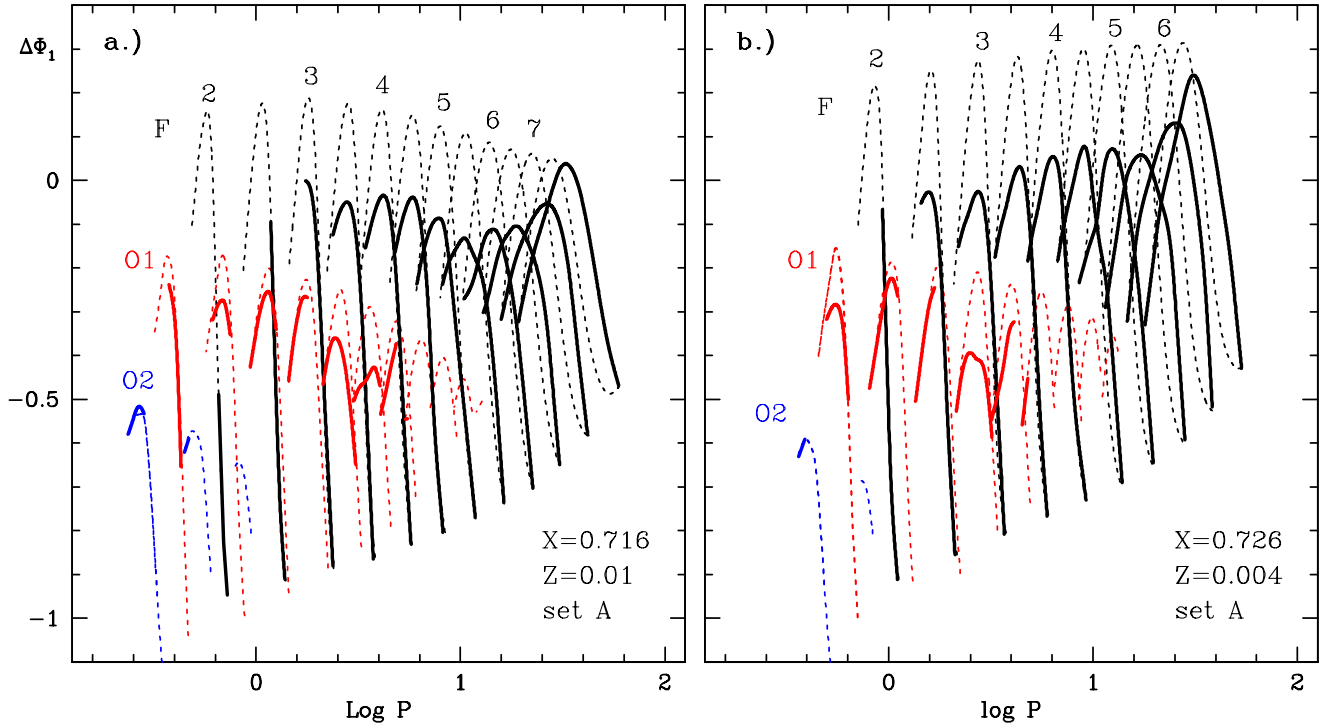 a.)
b.)
ΔΦ1
2 3 4 5 6 7
2 3 4 5 6
F
F
0
O1
O1
O2
O2
−0.5
−1
X=0.716
Z=0.01
set A
X=0.726
Z=0.004
set A
0 1 2
0 1 2
Log P
log P